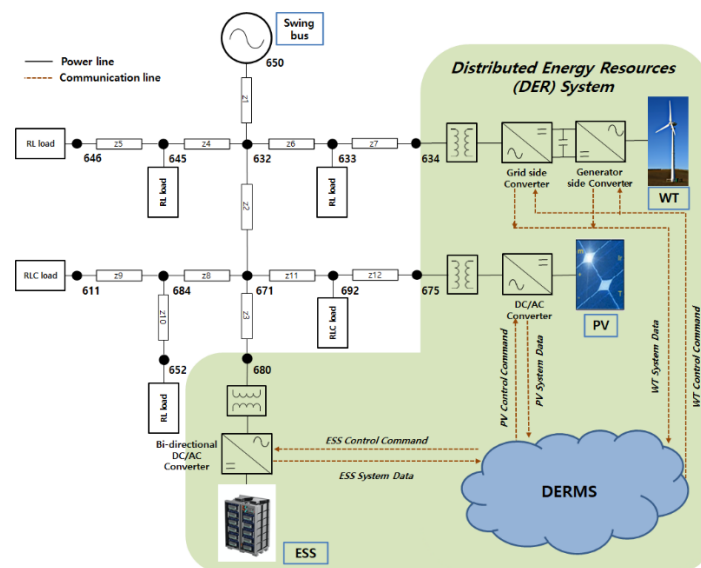 Swing
bus
650
Power line
Communication line
Distributed Energy Resources
(DER) System
z1
RL load
z5
z4
z6
z7
646
645
632
633
634
RL load
RL load
Grid side
Converter
Generator
side Converter
WT
z2
RLC load
z9
z8
z11
z12
611
684
671
692
675
z10
z3
RLC load
DC/AC
Converter
PV
652
680
RL load
PV Control Command
PV System Data
WT System Data
WT Control Command
Bi-directional
DC/AC
Converter
ESS Control Command
ESS System Data
DERMS
ESS